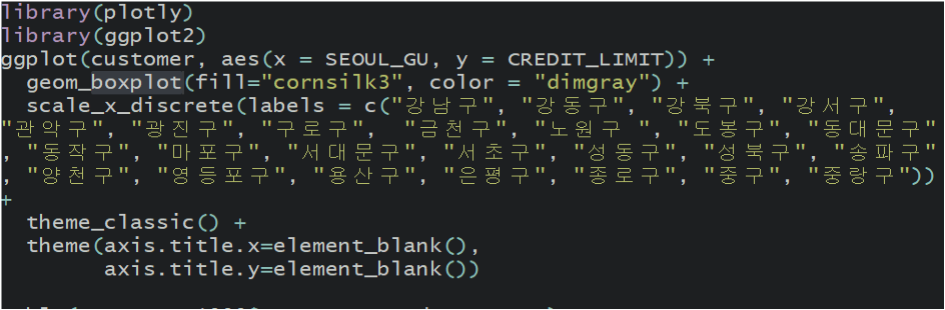 library(plotly)
library(ggplot2)
ggplot(customer, aes(x = SEOUL_GU, y = CREDIT_LIMIT)) +
  geom_boxplot(fill="cornsilk3", color = "dimgray") +
  scale_x_discrete(labels = c("강남구", "강동구", "강북구", "강서구",
"관악구", "광진구", "구로구",  "금천구", "노원구 ", "도봉구", "동대문구"
, "동작구", "마포구", "서대문구", "서초구", "성동구", "성북구", "송파구"
, "양천구", "영등포구", "용산구", "은평구", "종로구", "중구", "중랑구"))
+
  theme_classic() +
  theme(axis.title.x=element_blank(),
        axis.title.y=element_blank())